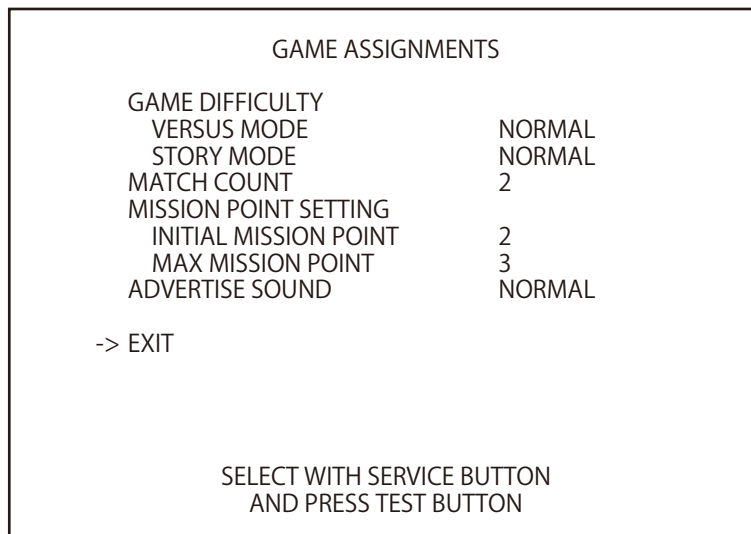 GAME ASSIGNMENTS
GAME DIFFICULTY
VERSUS MODE NORMAL
STORY MODE NORMAL
MATCH COUNT 2
MISSION POINT SETTING
INITIAL MISSION POINT 2
MAX MISSION POINT 3
ADVERTISE SOUND NORMAL
-> EXIT
SELECT WITH SERVICE BUTTON
AND PRESS TEST BUTTON